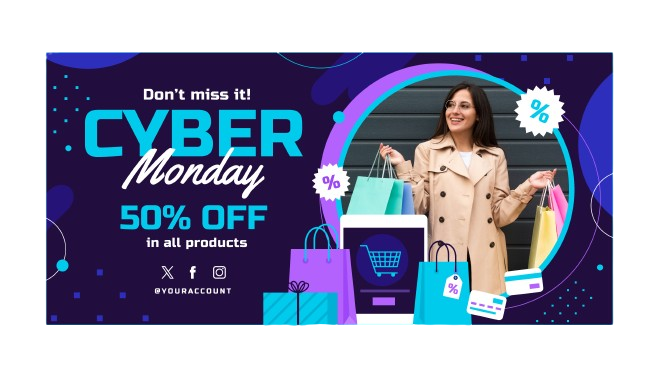 Don't miss it!
CYBER
Monday
50% OFF
in all products
@YOURACCOUNT
%
%
%